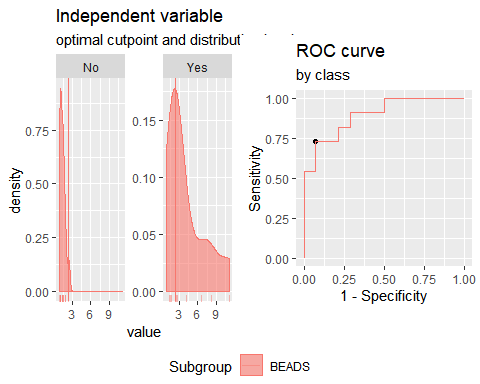 Independent variable
optimal cutpoint and distribut
No
Yes
density
0.75
0.50
0.25
0.00
0.15
0.10
0.05
0.00
3 6 9
3 6 9
value
ROC curve
by class
Sensitivity
1.00
0.75
0.50
0.25
0.00
0.00 0.25 0.50 0.75 1.00
1 - Specificity
Subgroup BEADS